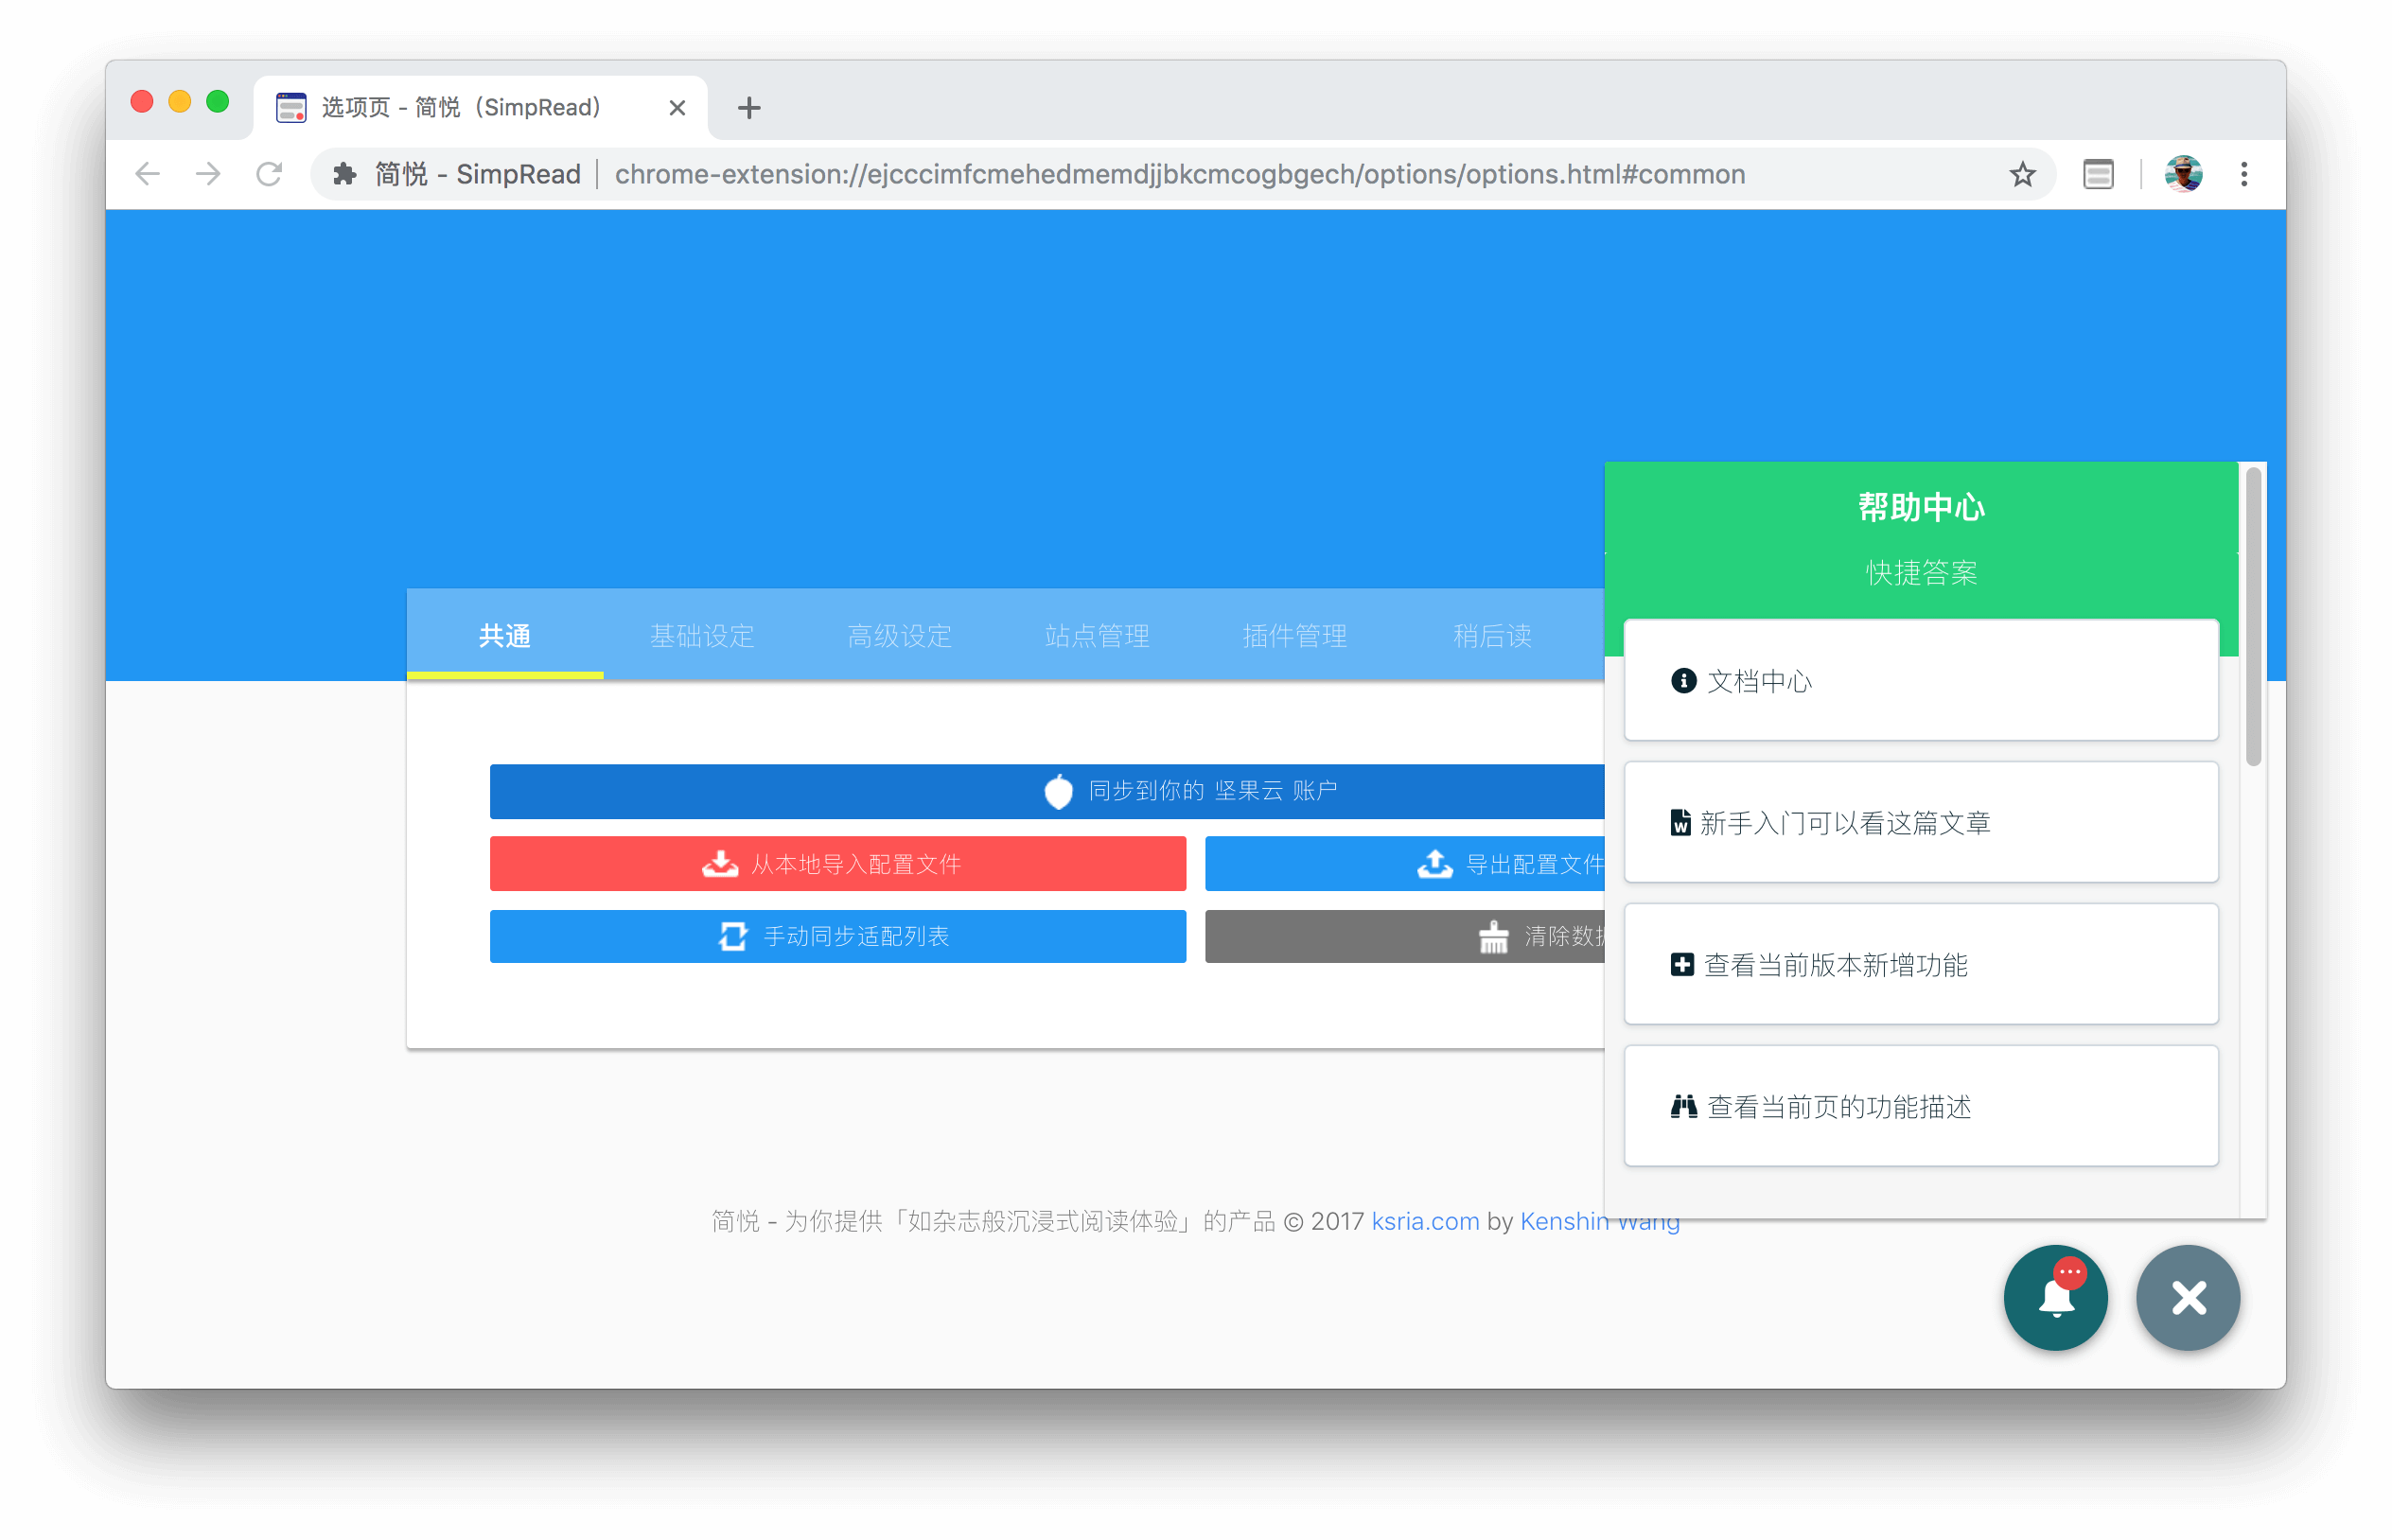 选项页 - 简悦（SimpRead）
简悦 - SimpRead
chrome-extension://ejcccimfcmehedmemdjjbkcmcogbgech/options/options.html#common
帮助中心
快捷答案
共通
基础设定
高级设定
站点管理
插件管理
稍后读
文档中心
同步到你的 坚果云 账户
新手入门可以看这篇文章
从本地导入配置文件
导出配置文件
手动同步适配列表
清除数据
查看当前版本新增功能
查看当前页的功能描述
简悦 - 为你提供「如杂志般沉浸式阅读体验」的产品 © 2017 ksria.com by Kenshin Wang